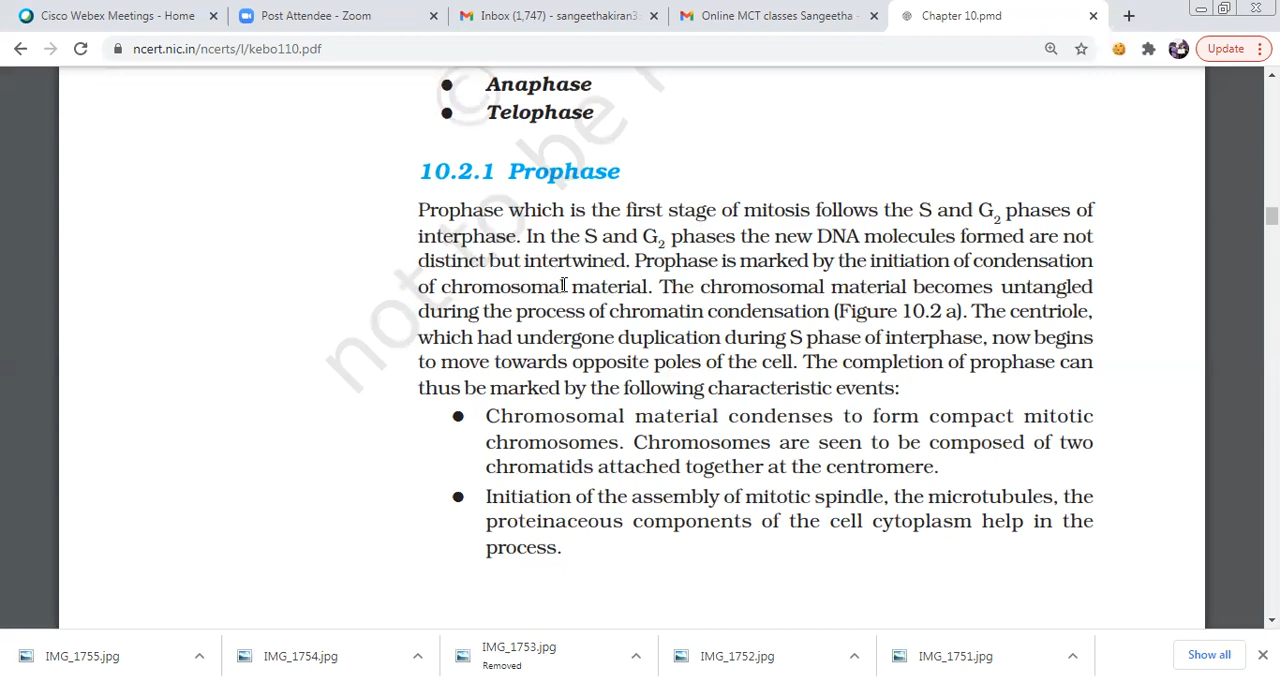 Cisco Webex Meetings - Home
Post Attendee - Zoom
Inbox (1,747) - sangeethakiran3
Online MCT classes Sangeetha -
Chapter 10.pmd
ncert.nic.in/ncerts/l/kebo110.pdf
Update
● Anaphase
● Telophase
10.2.1 Prophase
Prophase which is the first stage of mitosis follows the S and G2 phases of
interphase. In the S and G2 phases the new DNA molecules formed are not
distinct but intertwined. Prophase is marked by the initiation of condensation
of chromosomal material. The chromosomal material becomes untangled
during the process of chromatin condensation (Figure 10.2 a). The centriole,
which had undergone duplication during S phase of interphase, now begins
to move towards opposite poles of the cell. The completion of prophase can
thus be marked by the following characteristic events:
● Chromosomal material condenses to form compact mitotic
chromosomes. Chromosomes are seen to be composed of two
chromatids attached together at the centromere.
● Initiation of the assembly of mitotic spindle, the microtubules, the
proteinaceous components of the cell cytoplasm help in the
process.
©
not to be r
IMG_1755.jpg
IMG_1754.jpg
IMG_1753.jpg
Removed
IMG_1752.jpg
IMG_1751.jpg
Show all